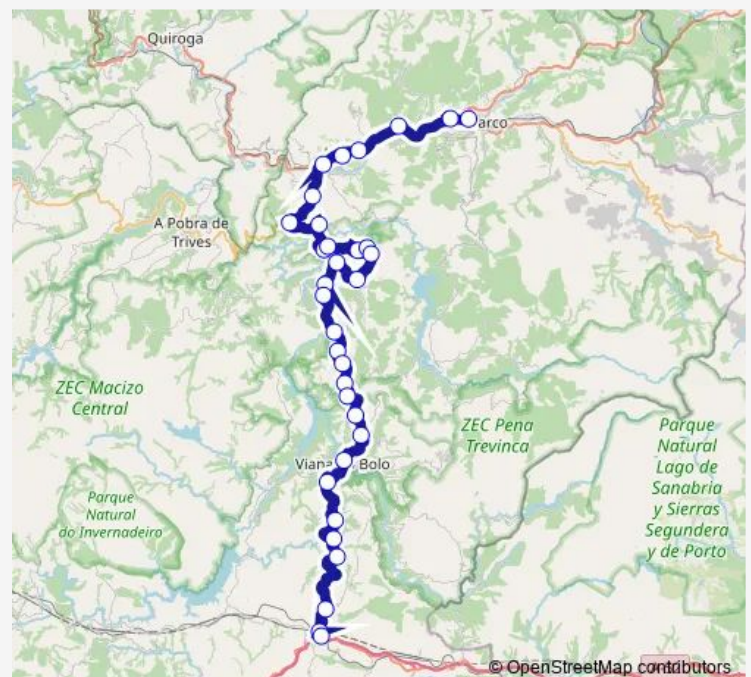 Quiroga
arco
A Pobra de
Trives
ZEC Macizo
Central
ZEC Pena
Trevinca
Parque
Natural
Lago de
Sanabria
y Sierras
Segundera
y de Porto
Viana Bolo
Parque
Natural
do Invernadeiro
© OpenStreetMap contributors